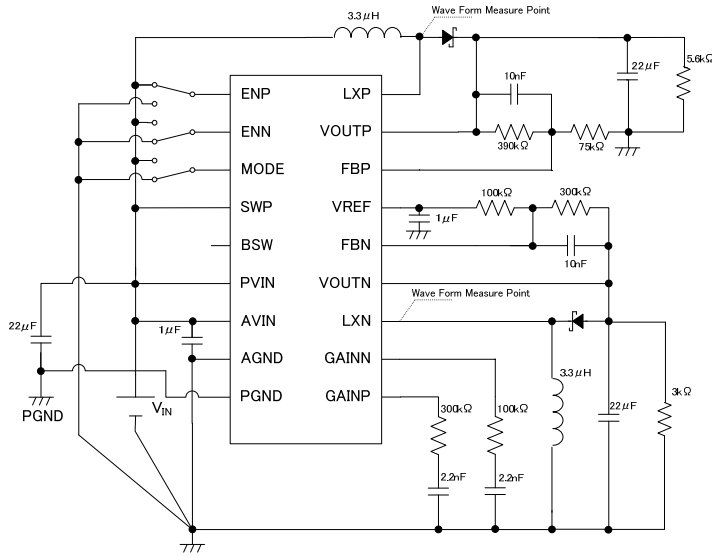 3.3μH
Wave Form Measure Point
10nF
22μF
5.6kΩ
390kΩ
75kΩ
ENP
LXP
ENN
VOUTP
MODE
FBP
SWP
VREF
1μF
100kΩ
300kΩ
BSW
FBN
10nF
PVIN
VOUTN
Wave Form Measure Point
22μF
1μF
AVIN
LXN
AGND
GAINN
3.3μH
PGND
GAINP
PGND
VIN
300kΩ
100kΩ
22μF
3kΩ
2.2nF
2.2nF